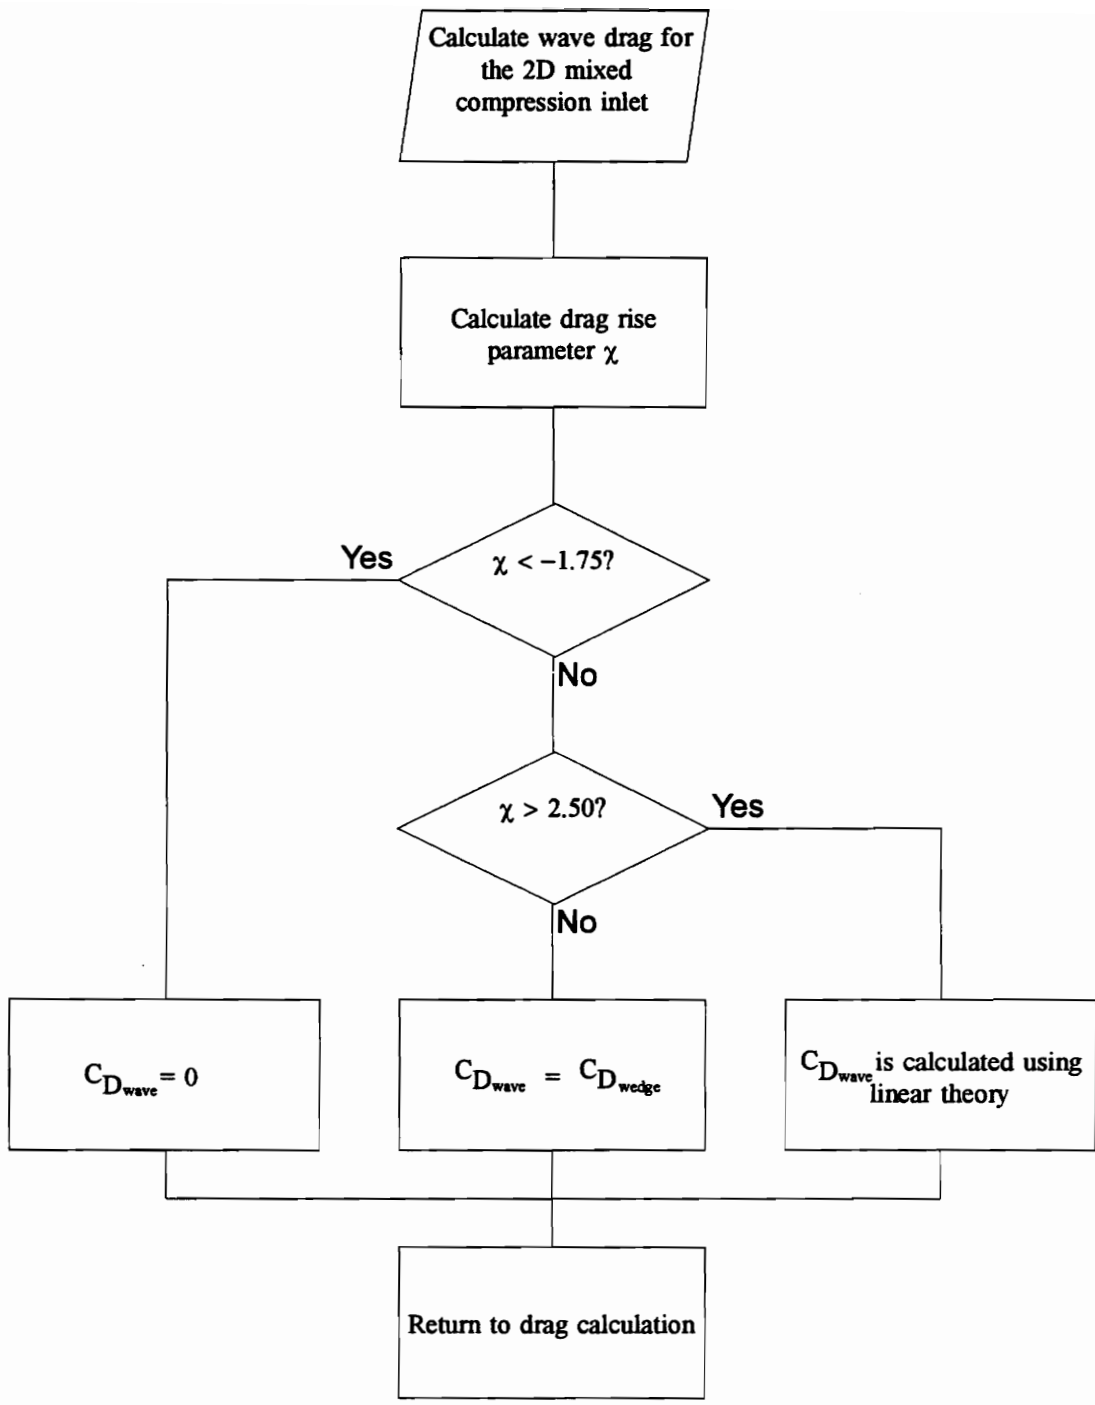 Calculate wave drag for
the 2D mixed
compression inlet
Calculate drag rise
parameter χ
Yes
χ < −1.75?
No
χ > 2.50?
Yes
No
C_D_wave = 0
C_D_wave = C_D_wedge
C_D_wave is calculated using
linear theory
Return to drag calculation